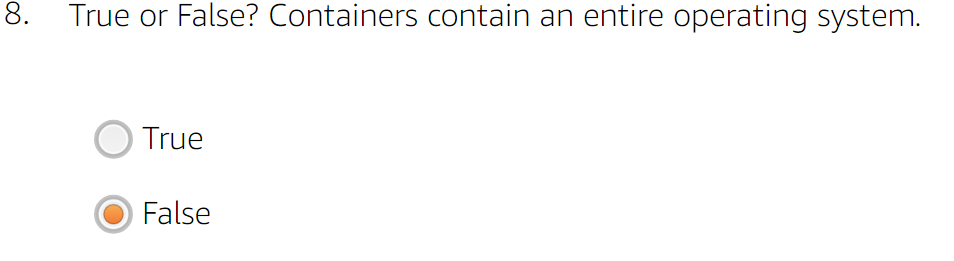 8. True or False? Containers contain an entire operating system.
True
False